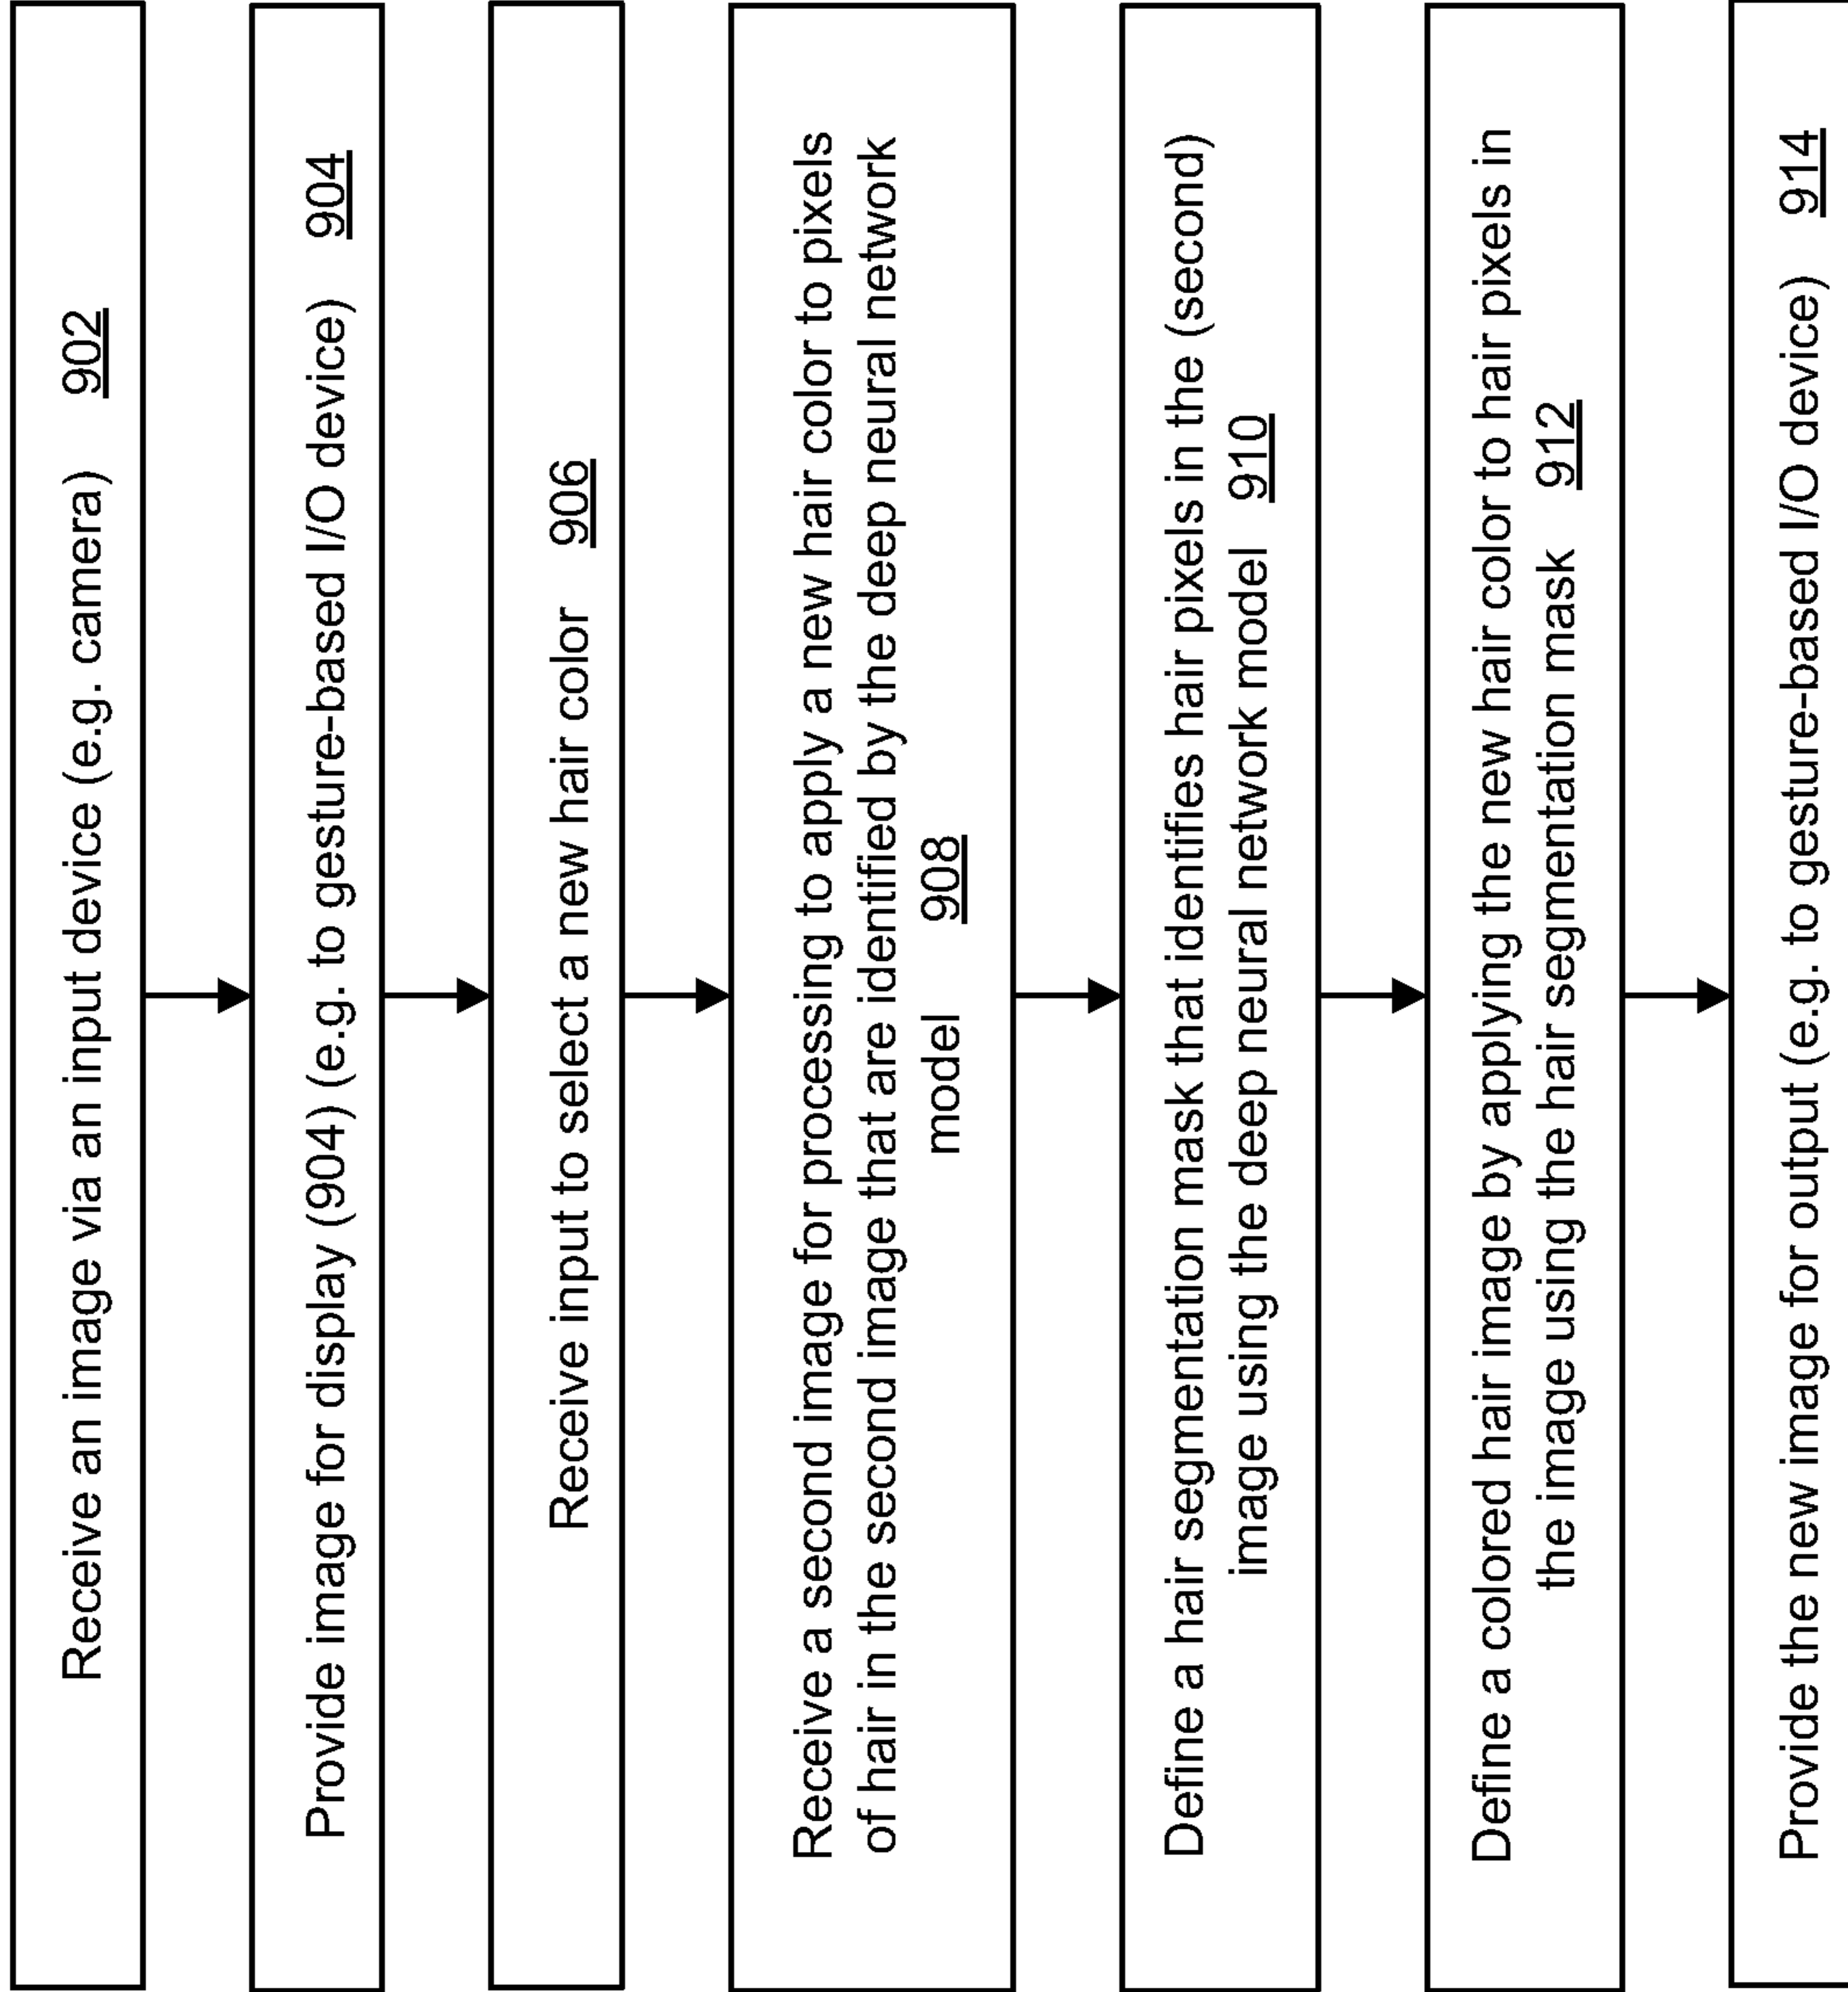 Receive an image via an input device (e.g. camera) 902
Provide image for display (904) (e.g. to gesture-based I/O device) 904
Receive input to select a new hair color 906
Receive a second image for processing to apply a new hair color to pixels
of hair in the second image that are identified by the deep neural network
model 908
Define a hair segmentation mask that identifies hair pixels in the (second)
image using the deep neural network model 910
Define a colored hair image by applying the new hair color to hair pixels in
the image using the hair segmentation mask 912
Provide the new image for output (e.g. to gesture-based I/O device) 914